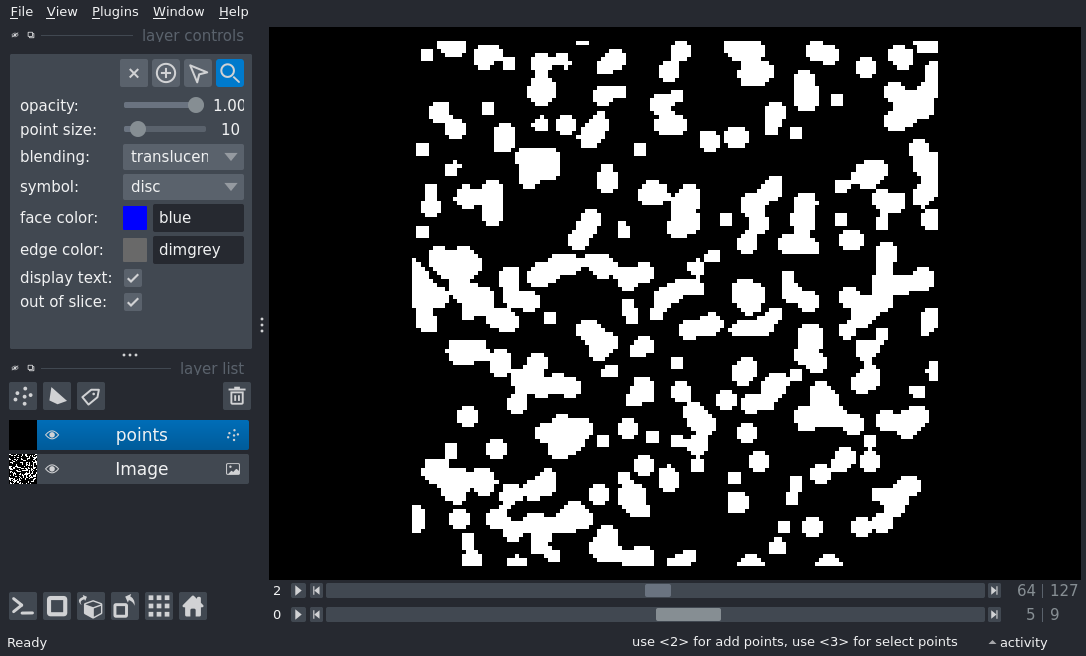 File View Plugins Window Help
layer controls
opacity: 1.00
point size: 10
blending: translucen
symbol: disc
face color: blue
edge color: dimgrey
display text:
out of slice:
layer list
points
Image
2 64 | 127
0 5 | 9
Ready use <2> for add points, use <3> for select points activity